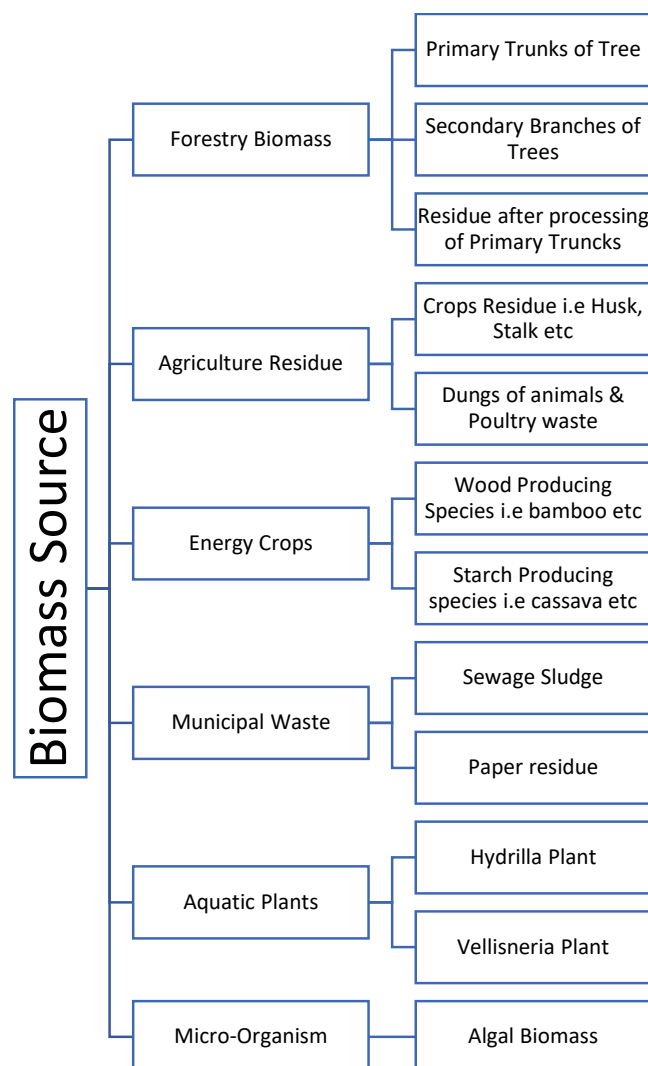 Biomass Source
Forestry Biomass
Primary Trunks of Tree
Secondary Branches of
Trees
Residue after processing
of Primary Truncks
Agriculture Residue
Crops Residue i.e Husk,
Stalk etc
Dungs of animals &
Poultry waste
Energy Crops
Wood Producing
Species i.e bamboo etc
Starch Producing
species i.e cassava etc
Municipal Waste
Sewage Sludge
Paper residue
Aquatic Plants
Hydrilla Plant
Vellisneria Plant
Micro-Organism
Algal Biomass